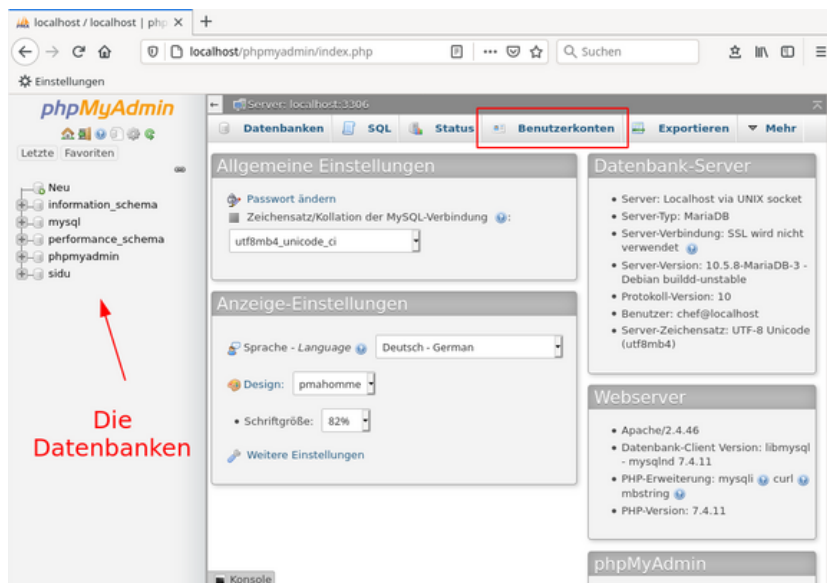 localhost / localhost | php
localhost/phpmyadmin/index.php
Suchen
Einstellungen
phpMyAdmin
Letzte Favoriten
Neu
information_schema
mysql
performance_schema
phpmyadmin
sidu
Die
Datenbanken
Server: localhost:3306
Datenbanken SQL Status Benutzerkonten Exportieren Mehr
Allgemeine Einstellungen
Passwort ändern
Zeichensatz/Kollation der MySQL-Verbindung :
utf8mb4_unicode_ci
Anzeige-Einstellungen
Sprache - Language Deutsch - German
Design: pmahomme
• Schriftgröße: 82%
Weitere Einstellungen
Konsole
Datenbank-Server
• Server: Localhost via UNIX socket
• Server-Typ: MariaDB
• Server-Verbindung: SSL wird nicht
verwendet
• Server-Version: 10.5.8-MariaDB-3 -
Debian buildd-unstable
• Protokoll-Version: 10
• Benutzer: chef@localhost
• Server-Zeichensatz: UTF-8 Unicode
(utf8mb4)
Webserver
• Apache/2.4.46
• Datenbank-Client Version: libmysql
- mysqlnd 7.4.11
• PHP-Erweiterung: mysqli curl
mbstring
• PHP-Version: 7.4.11
phpMyAdmin